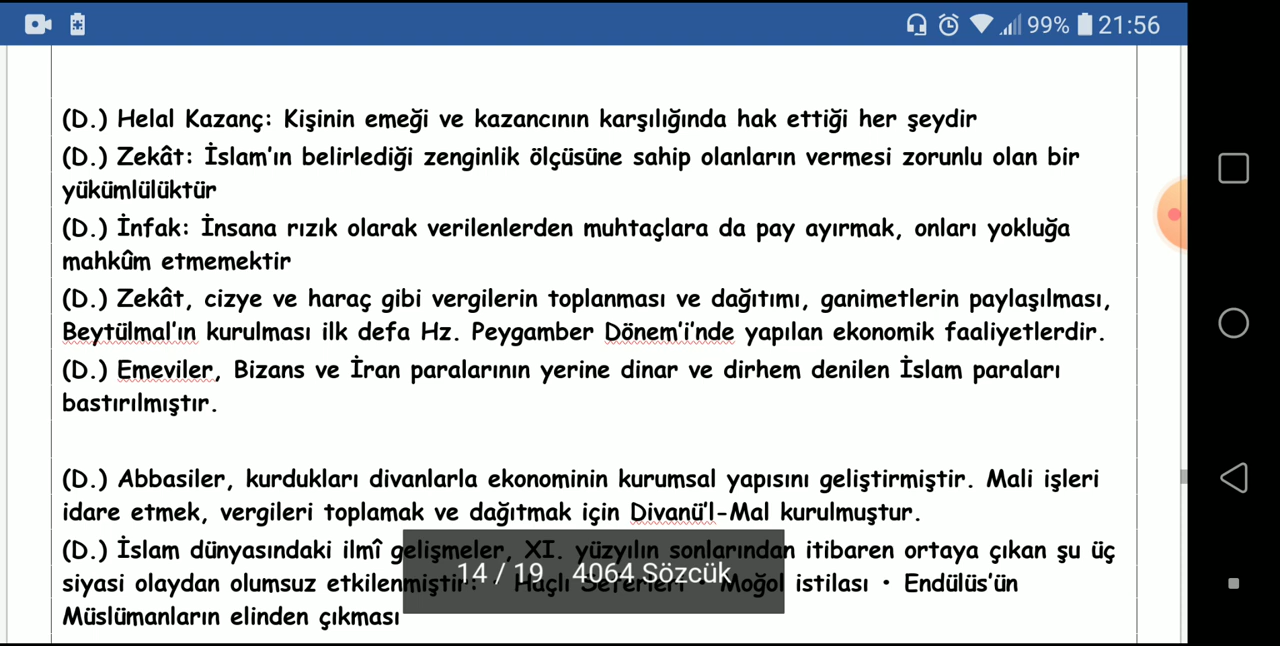 99% 21:56
(D.) Helal Kazanç: Kişinin emeği ve kazancının karşılığında hak ettiği her şeydir
(D.) Zekât: İslam'ın belirlediği zenginlik ölçüsüne sahip olanların vermesi zorunlu olan bir
yükümlülüktür
(D.) İnfak: İnsana rızık olarak verilenlerden muhtaçlara da pay ayırmak, onları yokluğa
mahkûm etmemektir
(D.) Zekât, cizye ve haraç gibi vergilerin toplanması ve dağıtımı, ganimetlerin paylaşılması,
Beytülmal'ın kurulması ilk defa Hz. Peygamber Dönem'i'nde yapılan ekonomik faaliyetlerdir.
(D.) Emeviler, Bizans ve İran paralarının yerine dinar ve dirhem denilen İslam paraları
bastırılmıştır.
(D.) Abbasiler, kurdukları divanlarla ekonominin kurumsal yapısını geliştirmiştir. Mali işleri
idare etmek, vergileri toplamak ve dağıtmak için Divanü'l-Mal kurulmuştur.
(D.) İslam dünyasındaki ilmî gelişmeler, XI. yüzyılın sonlarından itibaren ortaya çıkan şu üç
siyasi olaydan olumsuz etkilenmiştir: • Haçlı Seferleri • Moğol istilası • Endülüs'ün
14 / 19 4064 Sözcük
Müslümanların elinden çıkması